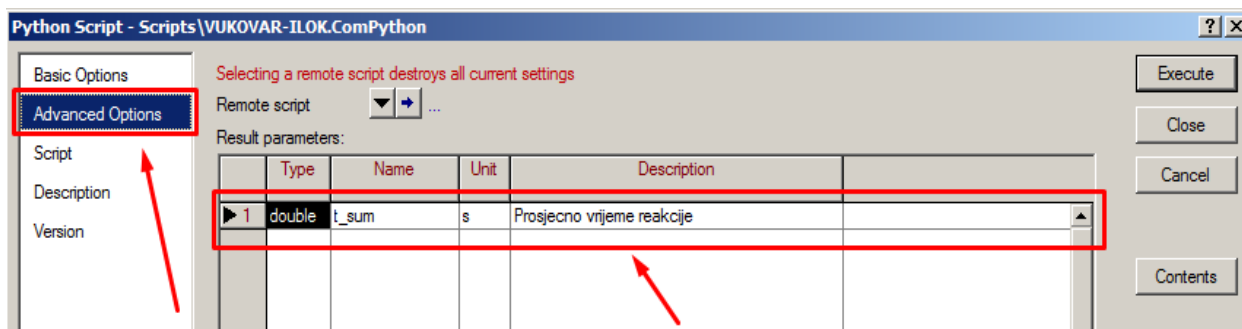 Python Script - Scripts\VUKOVAR-ILOK.ComPython
Basic Options
Advanced Options
Script
Description
Version
Selecting a remote script destroys all current settings
Remote script ...
Result parameters:
Type Name Unit Description
1 double t_sum s Prosjecno vrijeme reakcije
Execute
Close
Cancel
Contents